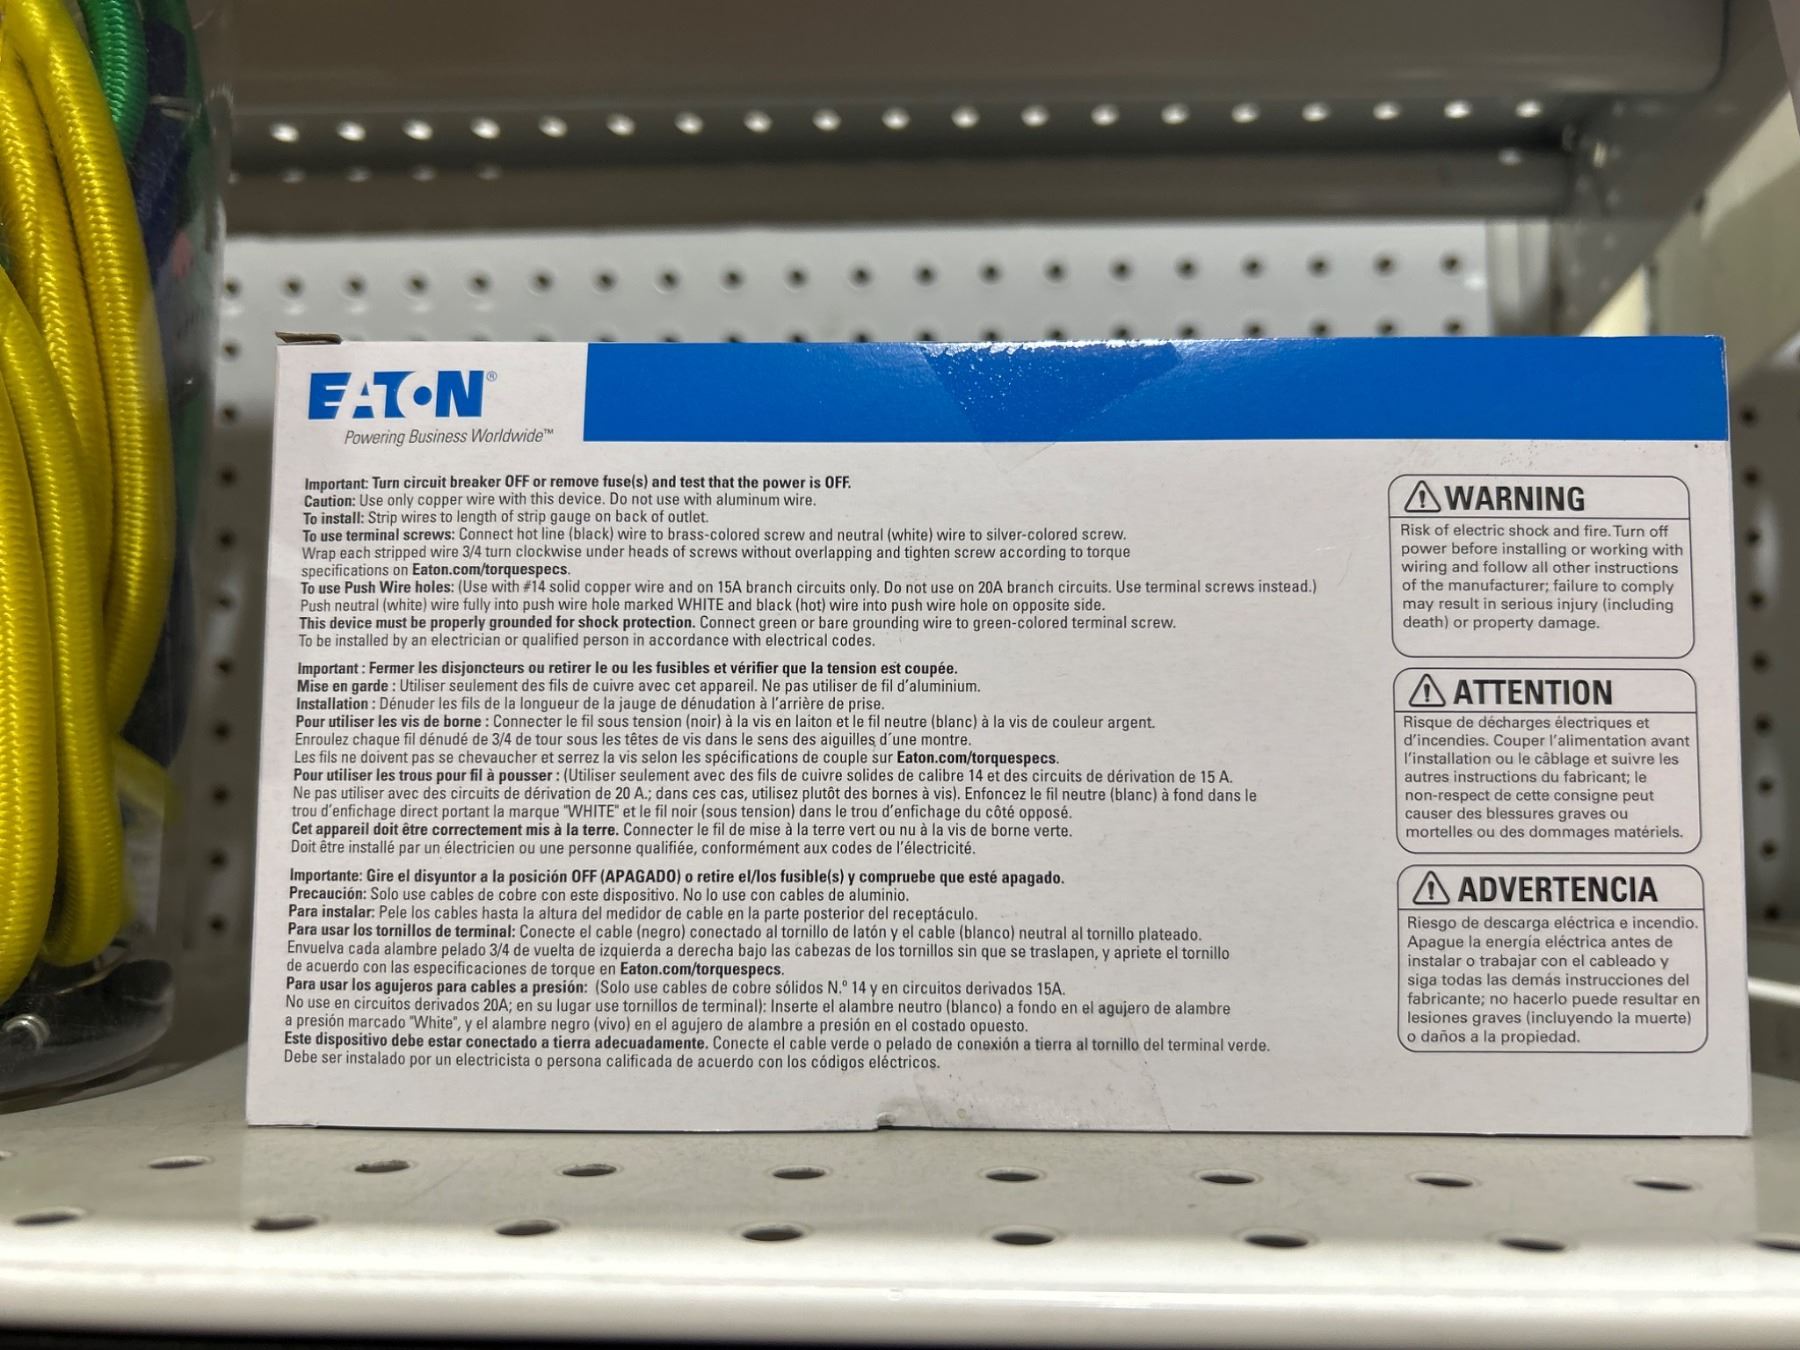 EATON®
Powering Business Worldwide™
Important: Turn circuit breaker OFF or remove fuse(s) and test that the power is OFF.
Caution: Use only copper wire with this device. Do not use with aluminum wire.
To install: Strip wires to length of strip gauge on back of outlet.
To use terminal screws: Connect hot line (black) wire to brass-colored screw and neutral (white) wire to silver-colored screw.
Wrap each stripped wire 3/4 turn clockwise under heads of screws without overlapping and tighten screw according to torque
specifications on Eaton.com/torquespecs.
To use Push Wire holes: (Use with #14 solid copper wire and on 15A branch circuits only. Do not use on 20A branch circuits. Use terminal screws instead.)
Push neutral (white) wire fully into push wire hole marked WHITE and black (hot) wire into push wire hole on opposite side.
This device must be properly grounded for shock protection. Connect green or bare grounding wire to green-colored terminal screw.
To be installed by an electrician or qualified person in accordance with electrical codes.
Important : Fermer les disjoncteurs ou retirer le ou les fusibles et vérifier que la tension est coupée.
Mise en garde : Utiliser seulement des fils de cuivre avec cet appareil. Ne pas utiliser de fil d'aluminium.
Installation : Dénuder les fils de la longueur de la jauge de dénudation à l'arrière de prise.
Pour utiliser les vis de borne : Connecter le fil sous tension (noir) à la vis en laiton et le fil neutre (blanc) à la vis de couleur argent.
Enroulez chaque fil dénudé de 3/4 de tour sous les têtes de vis dans le sens des aiguilles d´une montre.
Les fils ne doivent pas se chevaucher et serrez la vis selon les spécifications de couple sur Eaton.com/torquespecs.
Pour utiliser les trous pour fil à pousser : (Utiliser seulement avec des fils de cuivre solides de calibre 14 et des circuits de dérivation de 15 A.
Ne pas utiliser avec des circuits de dérivation de 20 A.; dans ces cas, utilisez plutôt des bornes à vis). Enfoncez le fil neutre (blanc) à fond dans le
trou d'enfichage direct portant la marque "WHITE" et le fil noir (sous tension) dans le trou d'enfichage du côté opposé.
Cet appareil doit être correctement mis à la terre. Connecter le fil de mise à la terre vert ou nu à la vis de borne verte.
Doit être installé par un électricien ou une personne qualifiée, conformément aux codes de l'électricité.
Importante: Gire el disyuntor a la posición OFF (APAGADO) o retire el/los fusible(s) y compruebe que esté apagado.
Precaución: Solo use cables de cobre con este dispositivo. No lo use con cables de aluminio.
Para instalar: Pele los cables hasta la altura del medidor de cable en la parte posterior del receptáculo.
Para usar los tornillos de terminal: Conecte el cable (negro) conectado al tornillo de latón y el cable (blanco) neutral al tornillo plateado.
Envuelva cada alambre pelado 3/4 de vuelta de izquierda a derecha bajo las cabezas de los tornillos sin que se traslapen, y apriete el tornillo
de acuerdo con las especificaciones de torque en Eaton.com/torquespecs.
Para usar los agujeros para cables a presión: (Solo use cables de cobre sólidos N.º 14 y en circuitos derivados 15A.
No use en circuitos derivados 20A; en su lugar use tornillos de terminal): Inserte el alambre neutro (blanco) a fondo en el agujero de alambre
a presión marcado "White", y el alambre negro (vivo) en el agujero de alambre a presión en el costado opuesto.
Este dispositivo debe estar conectado a tierra adecuadamente. Conecte el cable verde o pelado de conexión a tierra al tornillo del terminal verde.
Debe ser instalado por un electricista o persona calificada de acuerdo con los códigos eléctricos.
WARNING
Risk of electric shock and fire. Turn off
power before installing or working with
wiring and follow all other instructions
of the manufacturer; failure to comply
may result in serious injury (including
death) or property damage.
ATTENTION
Risque de décharges électriques et
d'incendies. Couper l'alimentation avant
l'installation ou le câblage et suivre les
autres instructions du fabricant; le
non-respect de cette consigne peut
causer des blessures graves ou
mortelles ou des dommages matériels.
ADVERTENCIA
Riesgo de descarga eléctrica e incendio.
Apague la energía eléctrica antes de
instalar o trabajar con el cableado y
siga todas las demás instrucciones del
fabricante; no hacerlo puede resultar en
lesiones graves (incluyendo la muerte)
o daños a la propiedad.